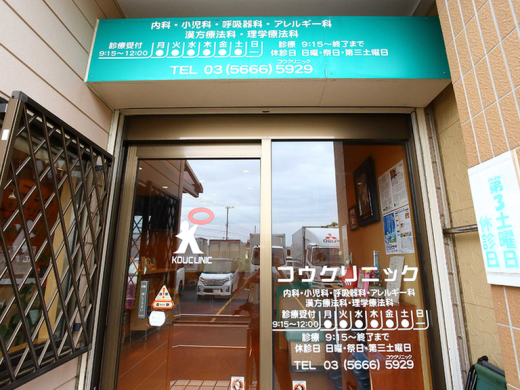 内科・小児科・呼吸器科・アレルギー科
漢方療法科・理学療法科
診療受付 月 火 水 木 金 土 日
9:15〜12:00
診療 9:15〜終了まで
休診日 日曜・祭日・第三土曜日
コウクリニック
TEL 03 (5666) 5929
KOUCLINIC
コウクリニック
内科・小児科・呼吸器科・アレルギー科
漢方療法科・理学療法科
診療受付 月 火 水 木 金 土 日
9:15〜12:00
診療 9:15〜終了まで
休診日 日曜・祭日・第三土曜日
コウクリニック
TEL 03 (5666) 5929
第3土曜日
休診日